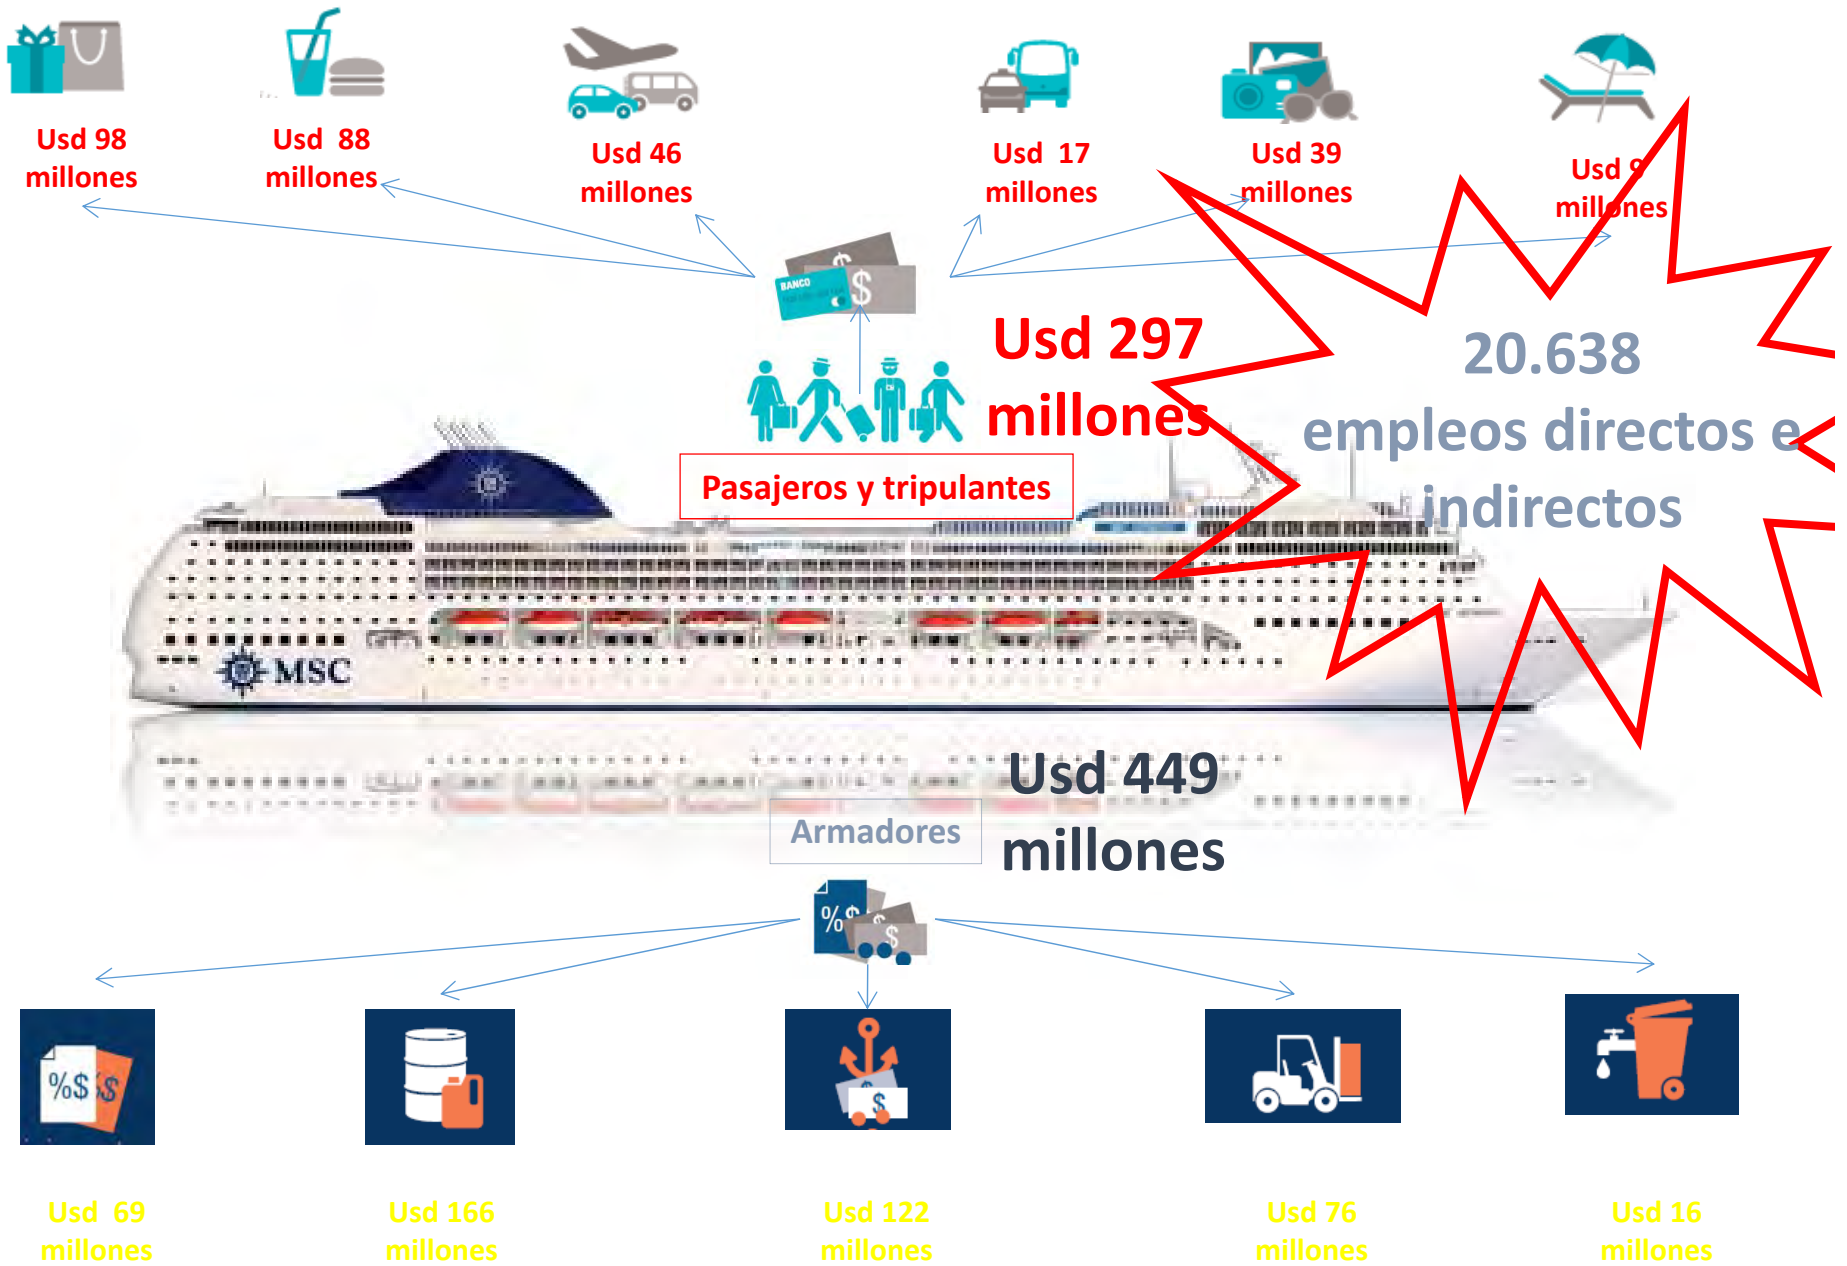 Usd 98
millones
Usd 88
millones
Usd 46
millones
Usd 17
millones
Usd 39
millones
Usd 9
millones
BANCO
$
$
Usd 297
millones
20.638
empleos directos e
indirectos
Pasajeros y tripulantes
MSC
Usd 449
millones
Armadores
%$
$
$
%$
$
$
$
Usd 69
millones
Usd 166
millones
Usd 122
millones
Usd 76
millones
Usd 16
millones